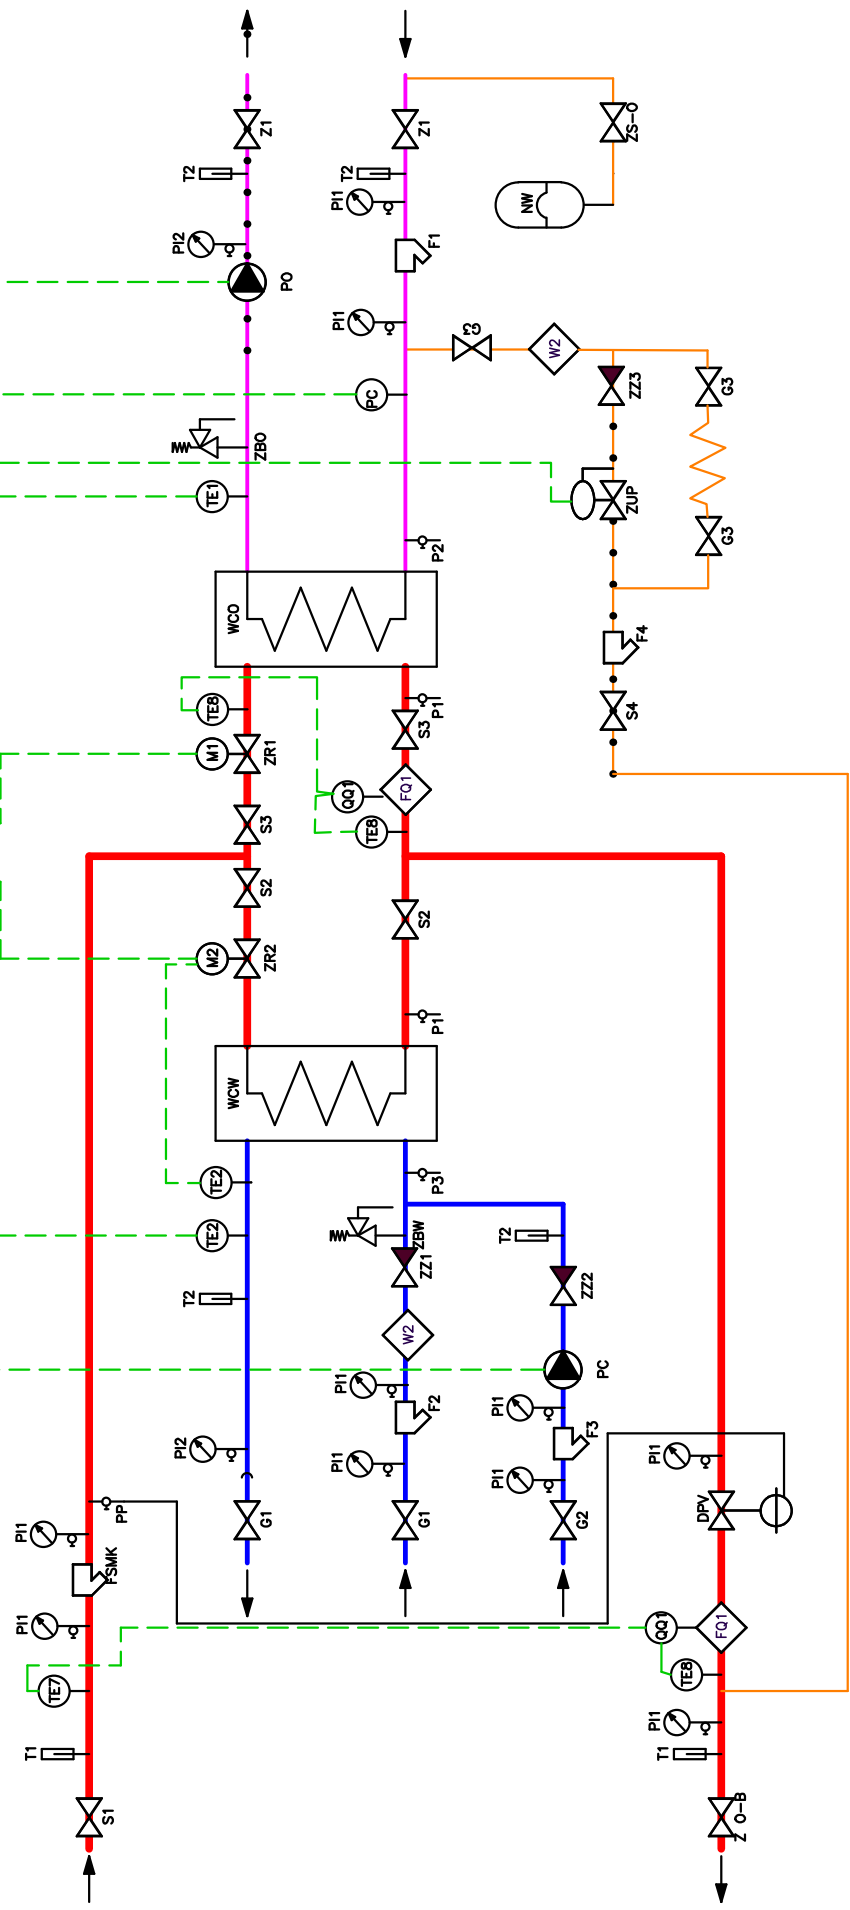 Z1
Z1
ZS-O
T2
T2
PI1
NW
PI2
F1
PO
PI1
G3
W2
ZZ3
G3
PC
ZBO
TE1
ZUP
G3
P2
WCO
F4
TE8
P1
S3
S4
M1
ZR1
QQ1
FQ1
S3
TE8
S2
S2
M2
ZR2
P1
WCW
TE2
P3
TE2
ZBW
T2
ZZ1
ZZ2
T2
W2
PC
PI1
F2
PI1
F3
PI2
PI1
PI1
PI1
PP
G1
G1
G2
DPV
PI1
FSMK
PI1
QQ1
FQ1
TE7
TE8
PI1
T1
T1
S1
Z O-B